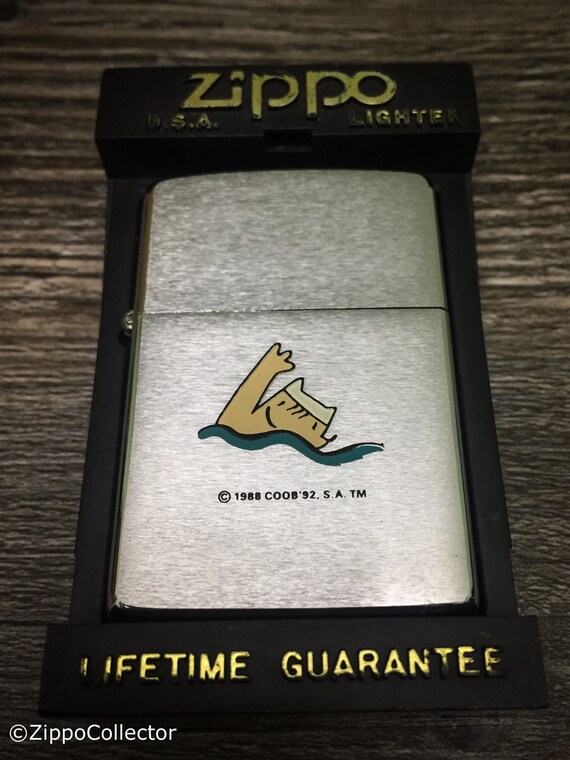 Zippo
U.S.A. LIGHTER
© 1988 COOB'92, S.A. TM
LIFETIME GUARANTEE
©ZippoCollector